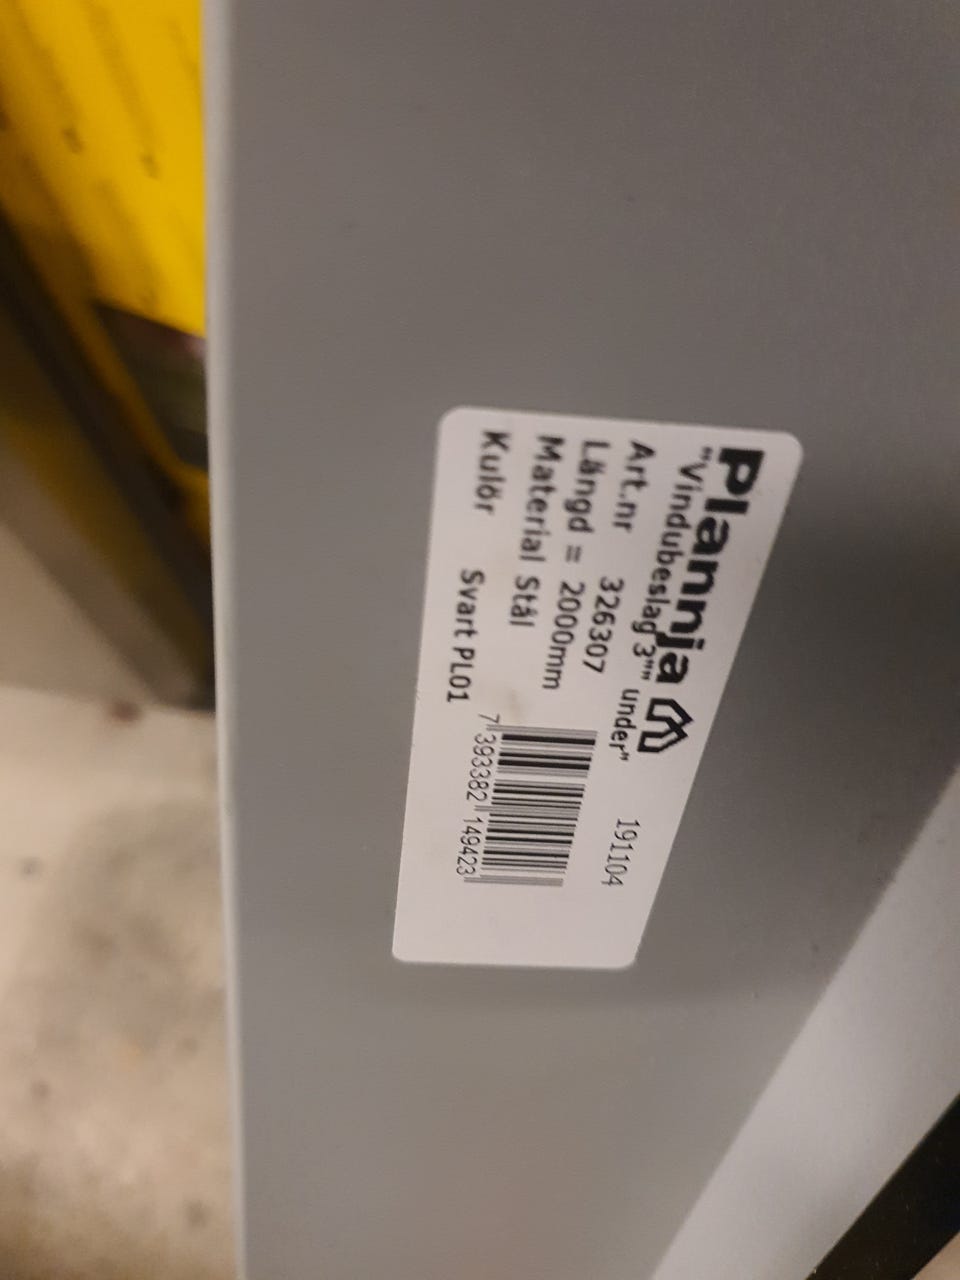 Plannja
"Vindubeslag 3"" under"
Art.nr 326307 191104
Längd = 2000mm
Material Stål
Kulör Svart PL01
7 393382 149423